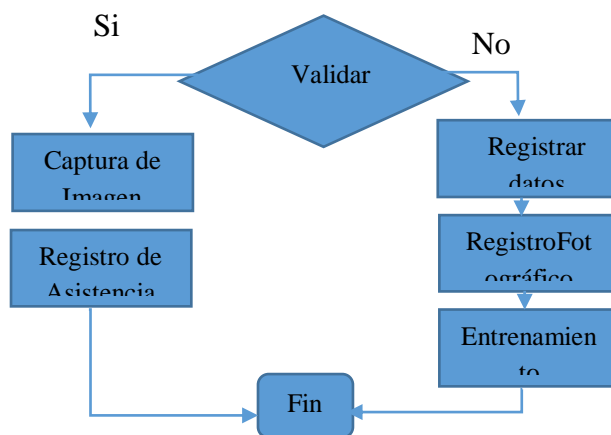 Si
No
Validar
Captura de
Imagen
Registro de
Asistencia
Registrar
datos
RegistroFot
ográfico
Entrenamien
to
Fin